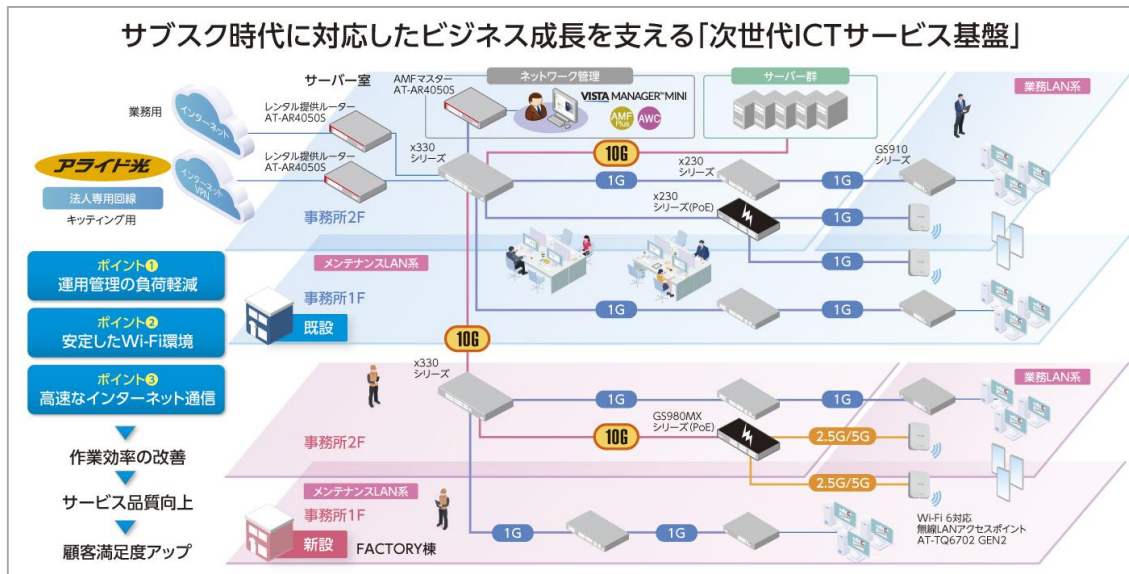 サブスク時代に対応したビジネス成長を支える「次世代ICTサービス基盤」
サーバー室
AMFマスター
AT-AR4050S
ネットワーク管理
VISTA MANAGER™ MINI
AMF
Plus
AWC
サーバー群
業務LAN系
業務用
インターネット
レンタル提供ルーター
AT-AR4050S
アライド光
法人専用回線
キッティング用
インターネット
VPN
レンタル提供ルーター
AT-AR4050S
x330
シリーズ
10G
1G
x230
シリーズ
1G
GS910
シリーズ
x230
シリーズ(PoE)
1G
事務所2F
1G
メンテナンスLAN系
事務所1F
既設
1G
1G
ポイント❶
運用管理の負荷軽減
ポイント❷
安定したWi-Fi環境
ポイント❸
高速なインターネット通信
作業効率の改善
サービス品質向上
顧客満足度アップ
10G
x330
シリーズ
1G
1G
業務LAN系
GS980MX
シリーズ(PoE)
10G
2.5G/5G
事務所2F
2.5G/5G
メンテナンスLAN系
事務所1F
新設
FACTORY棟
1G
1G
Wi-Fi 6対応
無線LANアクセスポイント
AT-TQ6702 GEN2